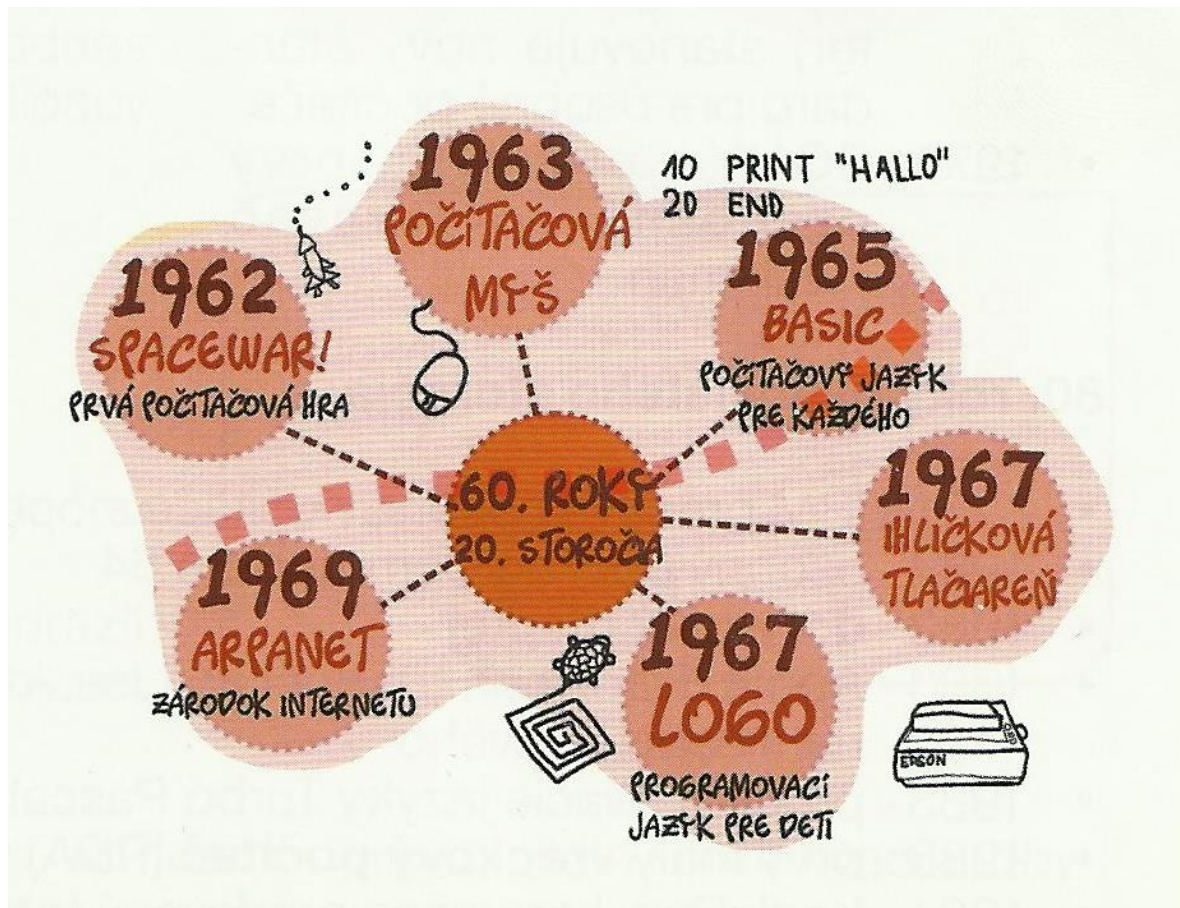 1963
POČÍTAČOVÁ
MYŠ
10 PRINT "HALLO"
20 END
1962
SPACEWAR!
PRVÁ POČÍTAČOVÁ HRA
1965
BASIC
POČÍTAČOVÝ JAZYK
PRE KAŽDÉHO
60. ROKY
20. STOROČIA
1967
IHLIČKOVÁ
TLAČIAREŇ
1969
ARPANET
ZÁRODOK INTERNETU
1967
LOGO
PROGRAMOVACÍ
JAZYK PRE DETI
EPSON